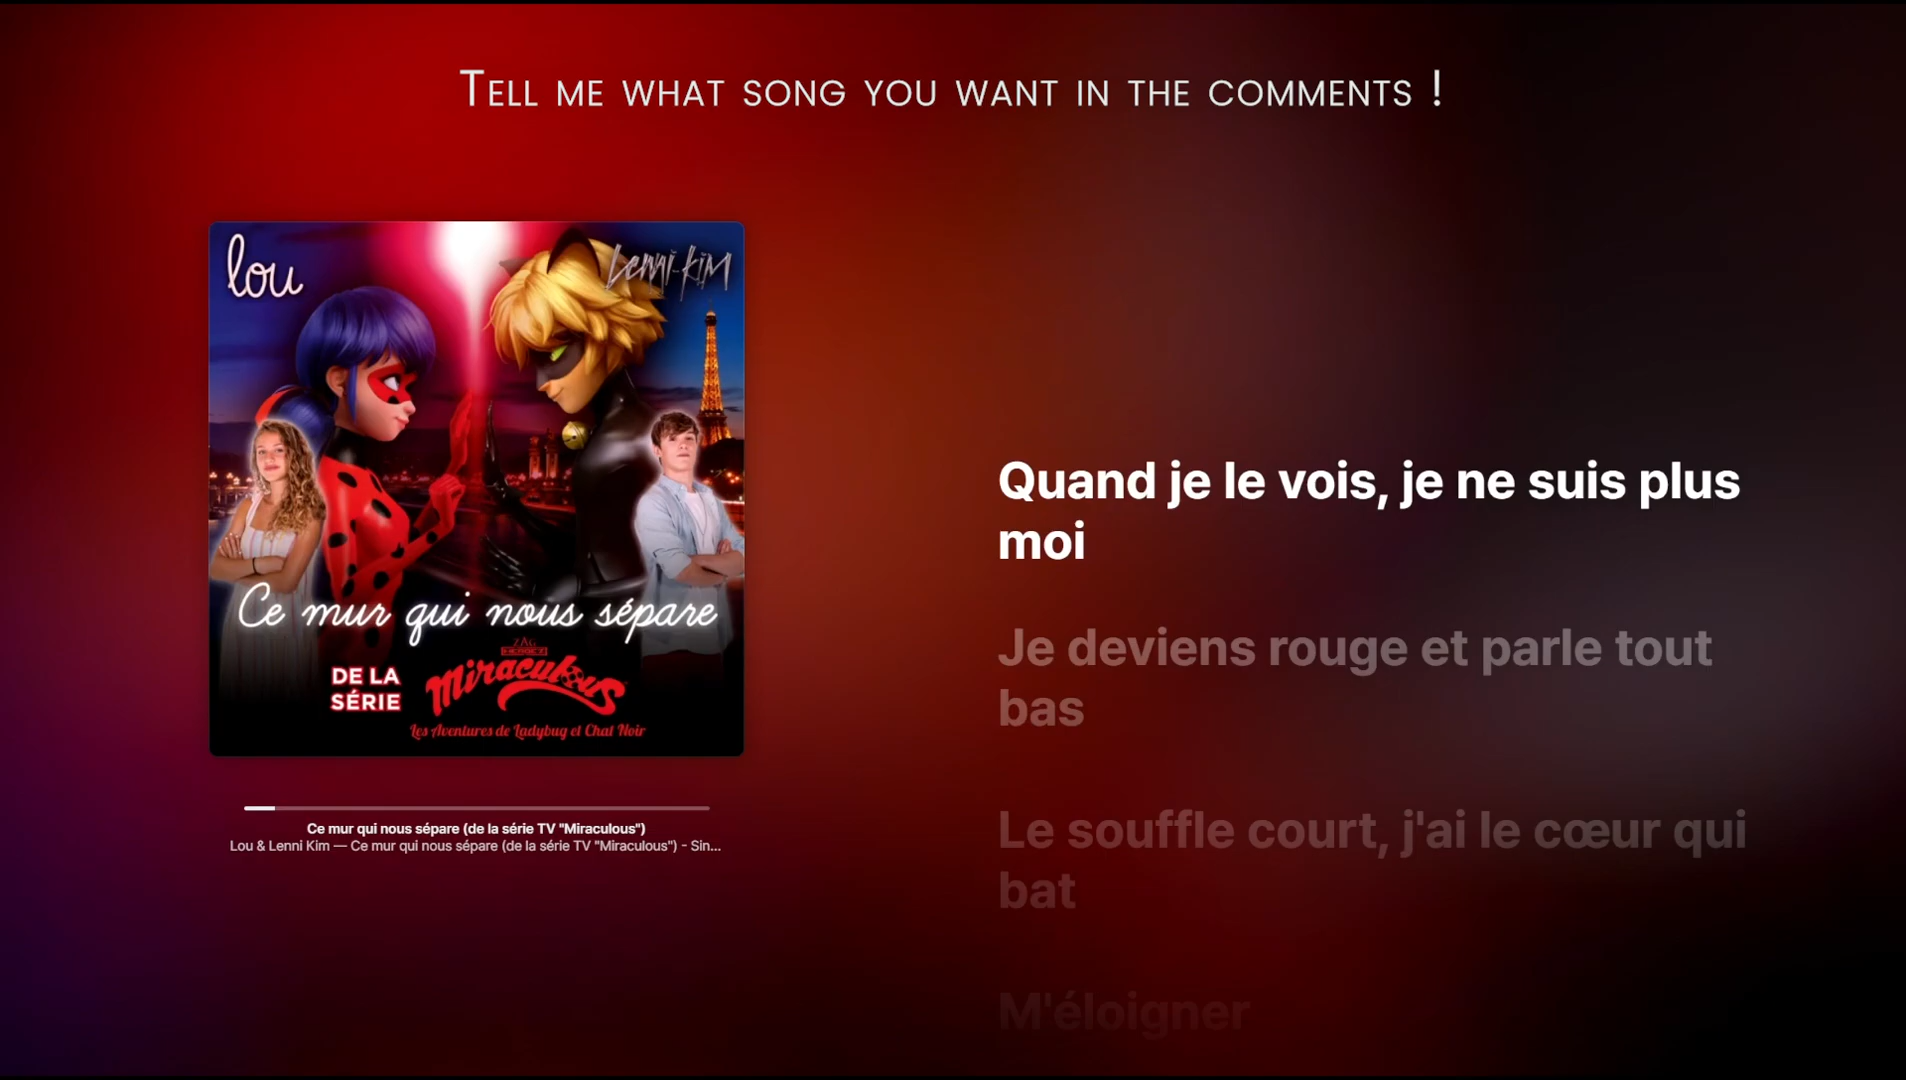 Tell me what song you want in the comments !
lou
Lenni-Kim
Ce mur qui nous sépare
ZAG
HEROEZ
DE LA
SÉRIE
Miraculous
Les Aventures de Ladybug et Chat Noir
Ce mur qui nous sépare (de la série TV "Miraculous")
Lou & Lenni Kim — Ce mur qui nous sépare (de la série TV "Miraculous") - Sin...
Quand je le vois, je ne suis plus
moi
Je deviens rouge et parle tout
bas
Le souffle court, j'ai le cœur qui
bat
M'éloigner